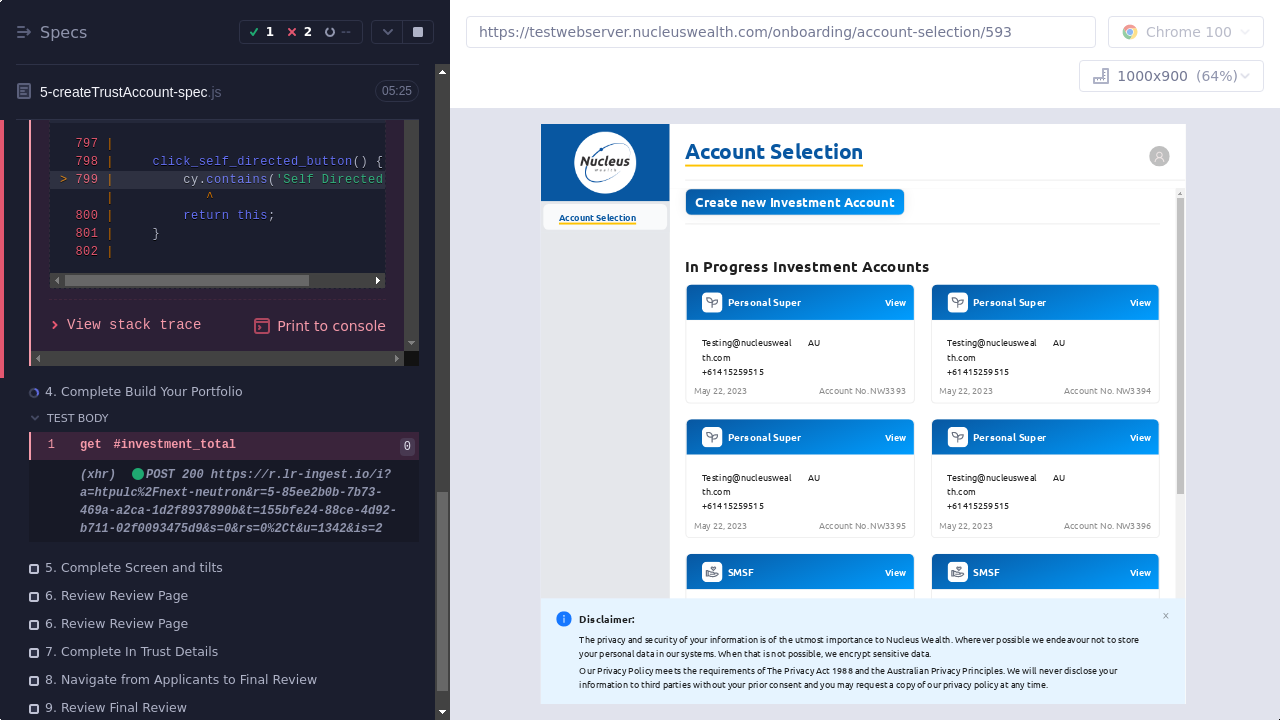 Specs
1
2
--
5-createTrustAccount-spec.js
05:25
797 |
798 |     click_self_directed_button() {
> 799 |         cy.contains('Self Directed
|            ^
800 |         return this;
801 |     }
802 |
View stack trace
Print to console
4. Complete Build Your Portfolio
TEST BODY
1 get #investment_total 0
(xhr) POST 200 https://r.lr-ingest.io/i?
a=htpulc%2Fnext-neutron&r=5-85ee2b0b-7b73-
469a-a2ca-1d2f8937890b&t=155bfe24-88ce-4d92-
b711-02f0093475d9&s=0&rs=0%2Ct&u=1342&is=2
5. Complete Screen and tilts
6. Review Review Page
6. Review Review Page
7. Complete In Trust Details
8. Navigate from Applicants to Final Review
9. Review Final Review
https://testwebserver.nucleuswealth.com/onboarding/account-selection/593
Chrome 100
1000x900 (64%)
Nucleus
Wealth
Account Selection
Account Selection
Create new Investment Account
In Progress Investment Accounts
Personal Super View
Testing@nucleusweal AU
th.com
+61415259515
May 22, 2023 Account No. NW3393
Personal Super View
Testing@nucleusweal AU
th.com
+61415259515
May 22, 2023 Account No. NW3394
Personal Super View
Testing@nucleusweal AU
th.com
+61415259515
May 22, 2023 Account No. NW3395
Personal Super View
Testing@nucleusweal AU
th.com
+61415259515
May 22, 2023 Account No. NW3396
SMSF View
SMSF View
Disclaimer:
The privacy and security of your information is of the utmost importance to Nucleus Wealth. Wherever possible we endeavour not to store
your personal data in our systems. When that is not possible, we encrypt sensitive data.
Our Privacy Policy meets the requirements of The Privacy Act 1988 and the Australian Privacy Principles. We will never disclose your
information to third parties without your prior consent and you may request a copy of our privacy policy at any time.